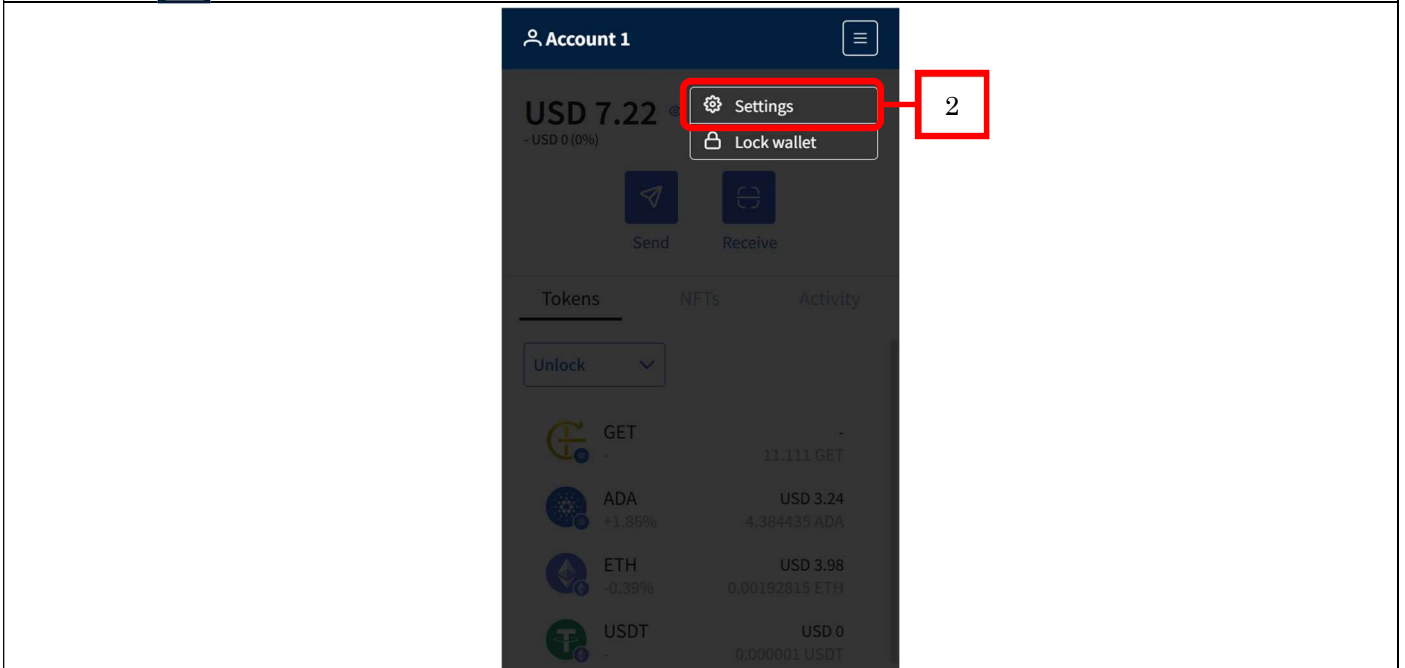 Account 1
USD 7.22
Settings
2
- USD 0 (0%)
Lock wallet
Send Receive
Tokens NFTs Activity
Unlock
GET -
- 11.111 GET
ADA USD 3.24
+1.86% 4.384435 ADA
ETH USD 3.98
-0.39% 0.00192815 ETH
USDT USD 0
- 0.000001 USDT